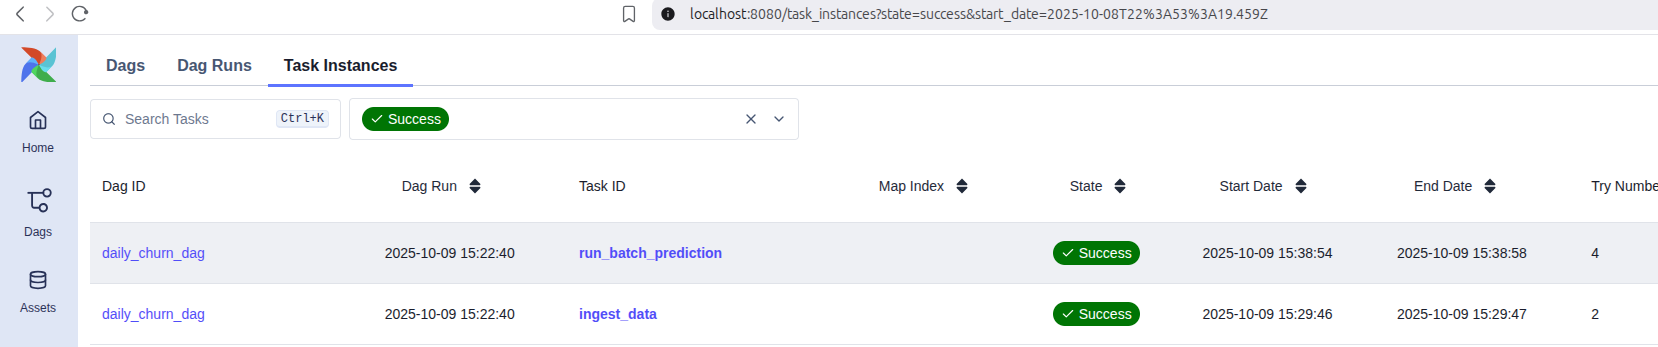 localhost:8080/task_instances?state=success&start_date=2025-10-08T22%3A53%3A19.459Z
Dags Dag Runs Task Instances
Search Tasks Ctrl+K Success
Home
Dag ID Dag Run Task ID Map Index State Start Date End Date Try Numbe
Dags
daily_churn_dag 2025-10-09 15:22:40 run_batch_prediction Success 2025-10-09 15:38:54 2025-10-09 15:38:58 4
Assets
daily_churn_dag 2025-10-09 15:22:40 ingest_data Success 2025-10-09 15:29:46 2025-10-09 15:29:47 2